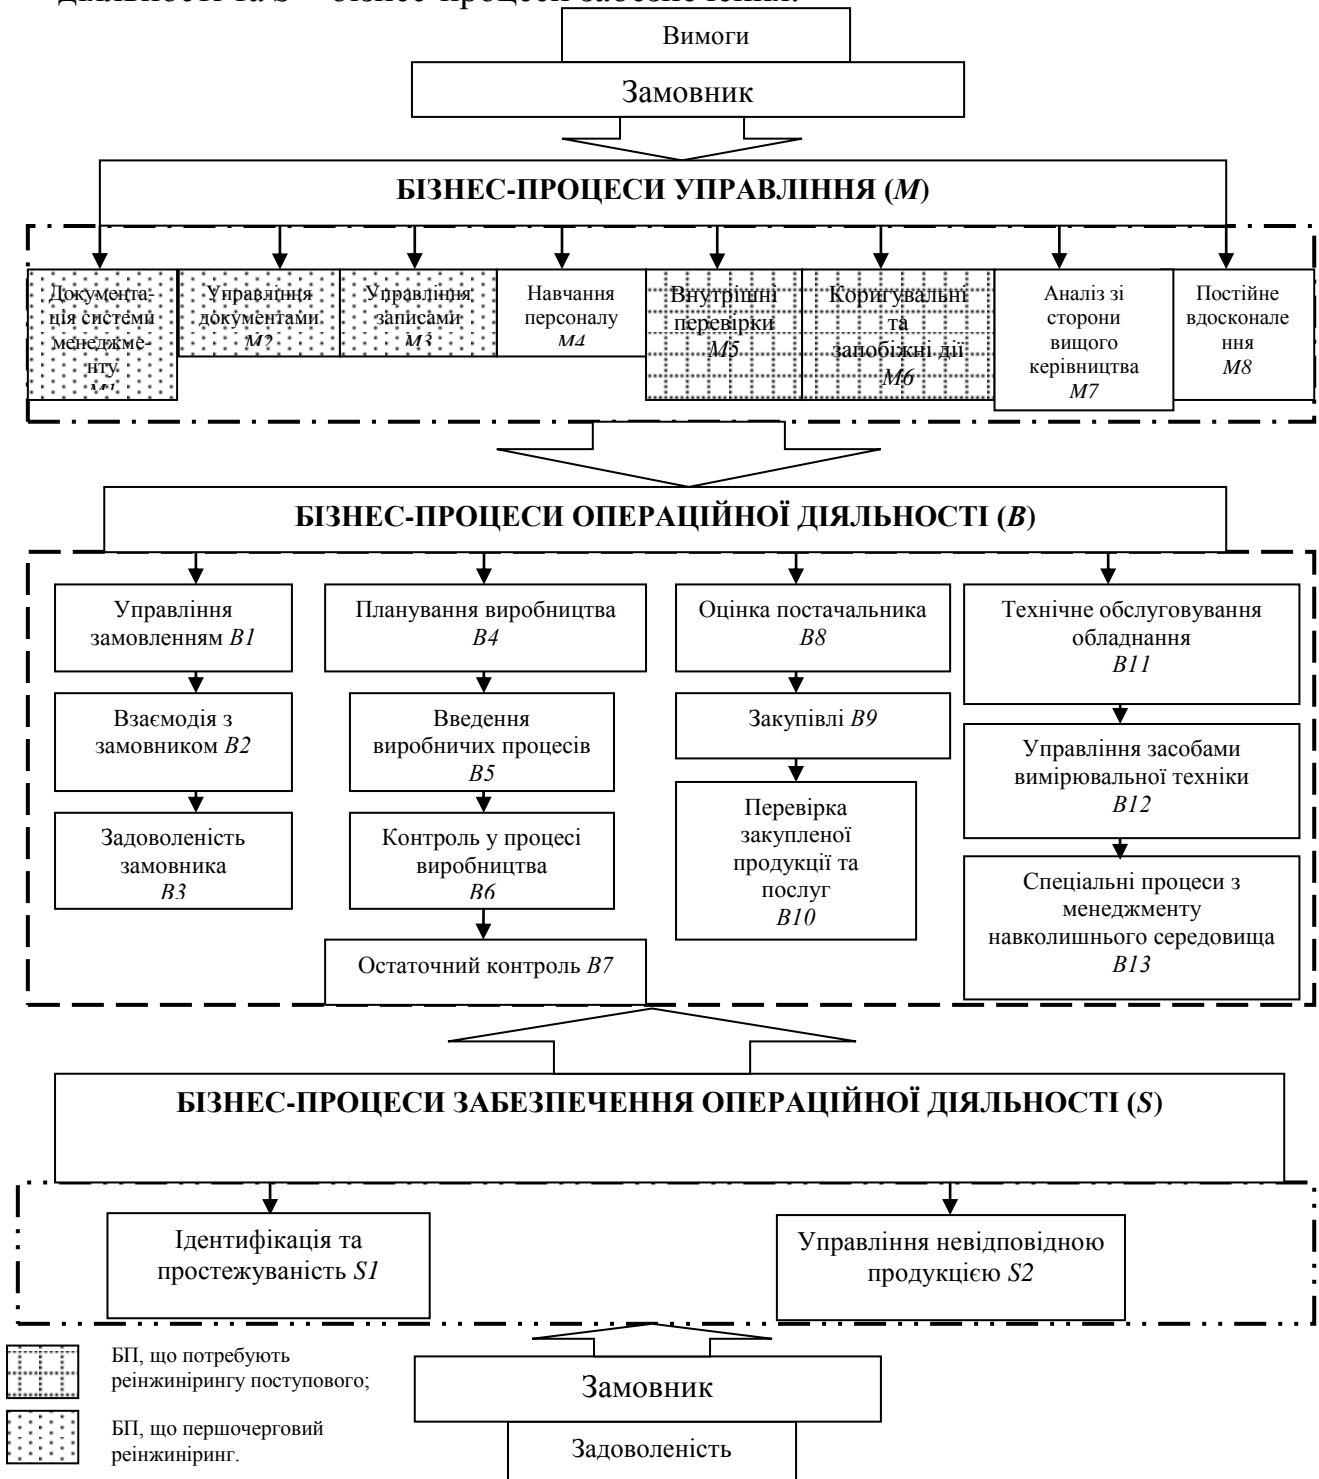 діяльності та S – бізнес-процеси забезпечення.
Вимоги
Замовник
БІЗНЕС-ПРОЦЕСИ УПРАВЛІННЯ (M)
Документа-
ція системи
менеджме-
нту
M1
Управління
документами
M2
Управління
записами
M3
Навчання
персоналу
M4
Внутрішні
перевірки
M5
Коригувальні
та
запобіжні дії
M6
Аналіз зі
сторони
вищого
керівництва
M7
Постійне
вдосконале
ння
M8
БІЗНЕС-ПРОЦЕСИ ОПЕРАЦІЙНОЇ ДІЯЛЬНОСТІ (B)
Управління
замовленням B1
Взаємодія з
замовником B2
Задоволеність
замовника
B3
Планування виробництва
B4
Введення
виробничих процесів
B5
Контроль у процесі
виробництва
B6
Остаточний контроль B7
Оцінка постачальника
B8
Закупівлі B9
Перевірка
закупленої
продукції та
послуг
B10
Технічне обслуговування
обладнання
B11
Управління засобами
вимірювальної техніки
B12
Спеціальні процеси з
менеджменту
навколишнього середовища
B13
БІЗНЕС-ПРОЦЕСИ ЗАБЕЗПЕЧЕННЯ ОПЕРАЦІЙНОЇ ДІЯЛЬНОСТІ (S)
Ідентифікація та
простежуваність S1
Управління невідповідною
продукцією S2
БП, що потребують
реінжинірингу поступового;
БП, що першочерговий
реінжиніринг.
Замовник
Задоволеність